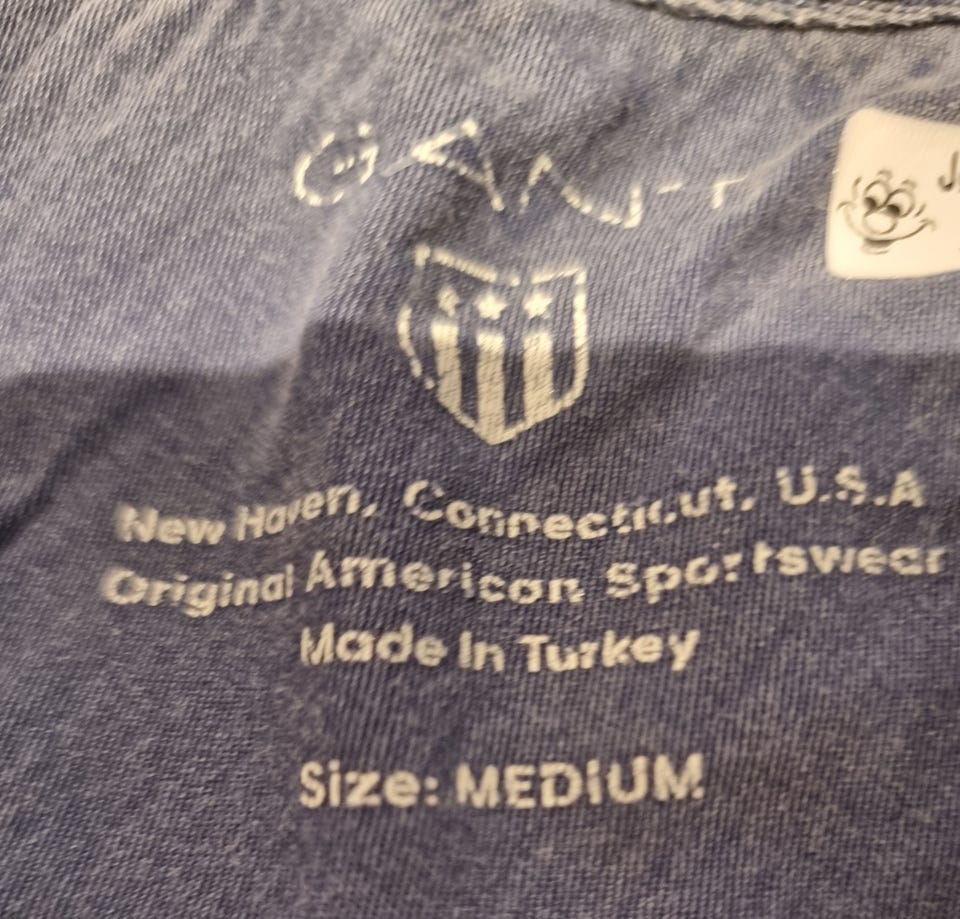 GANT
New Haven, Connecticut, U.S.A
Original American Sportswear
Made In Turkey
Size: MEDIUM